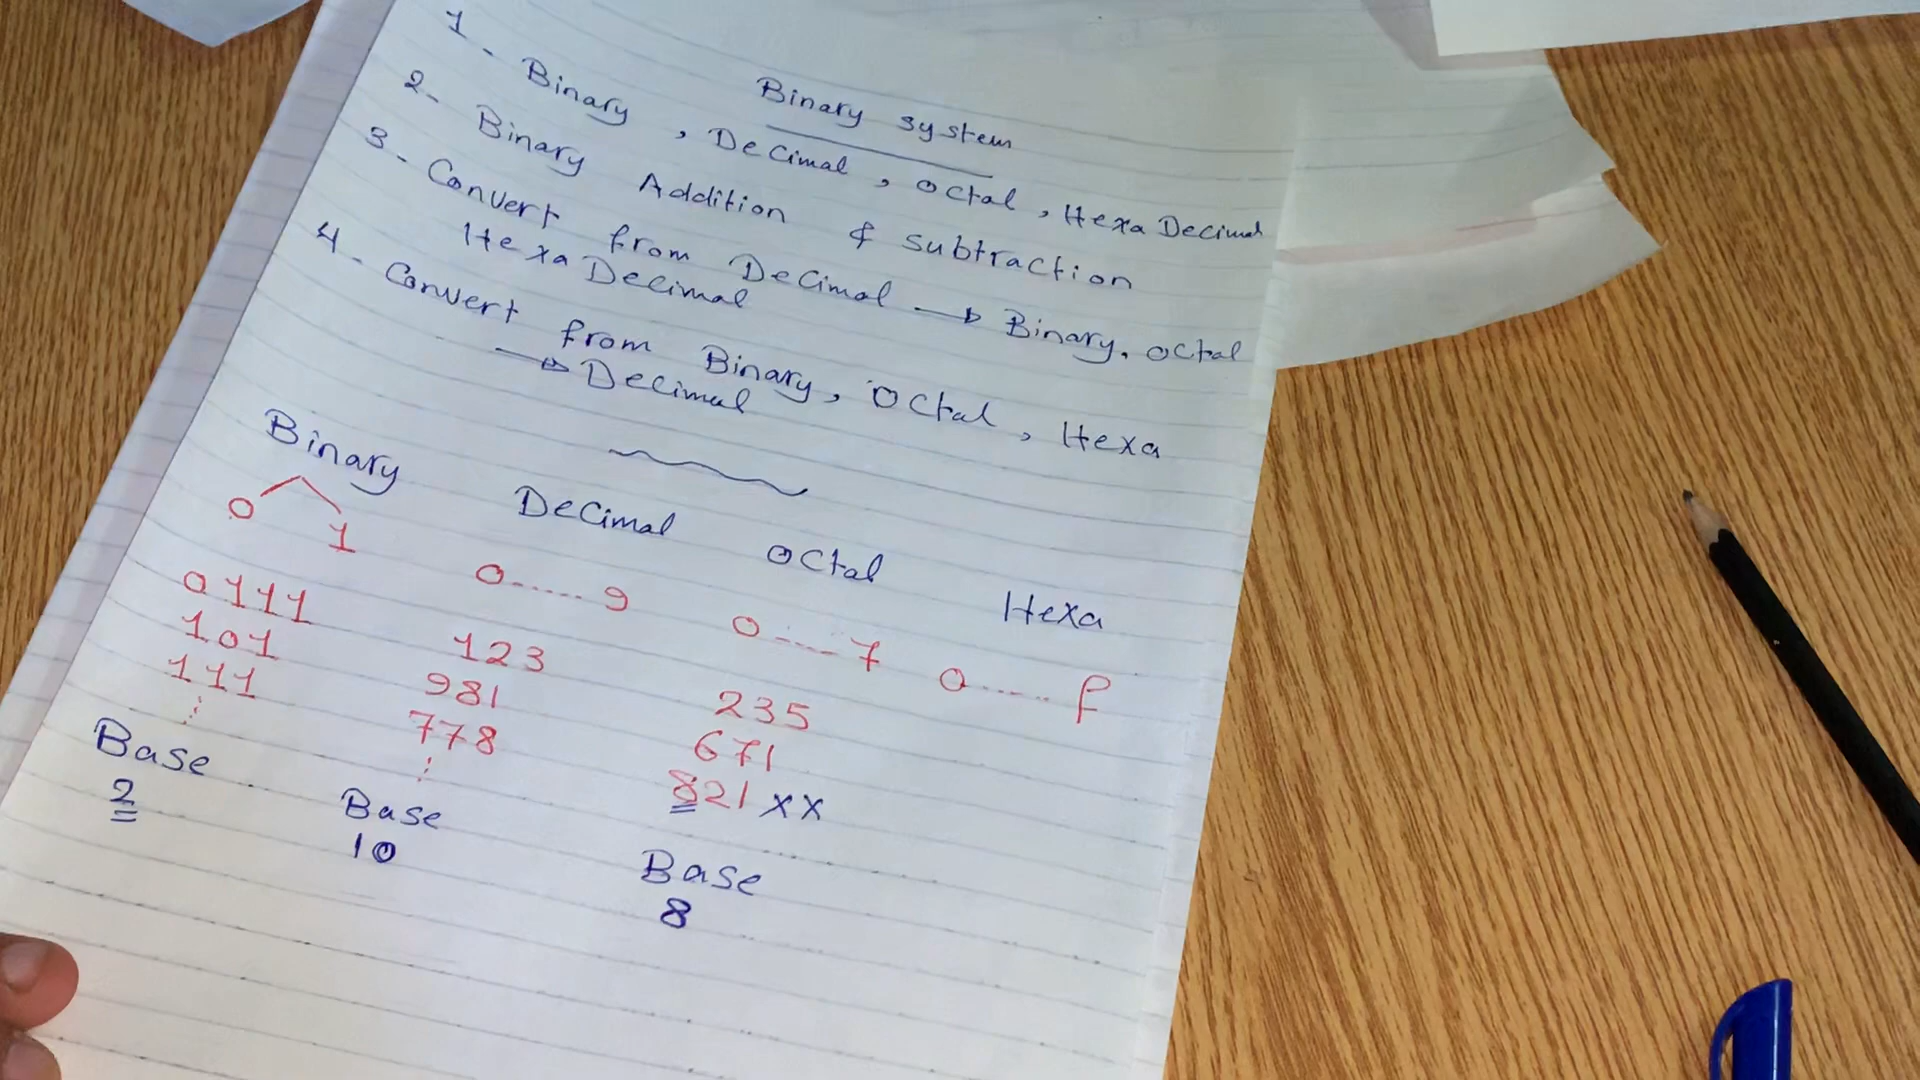 Binary system
1- Binary, Decimal, Octal, Hexa Decimal
2- Binary Addition & subtraction
3- Convert from Decimal → Binary. Octal
Hexa Decimal
4- Convert from Binary, Octal, Hexa
→ Decimal
Binary Decimal Octal Hexa
0 1 0.....9 0.....7 0.....f
0111 123 235
101 981 671
111 778 821 XX
Base Base Base
2 10 8